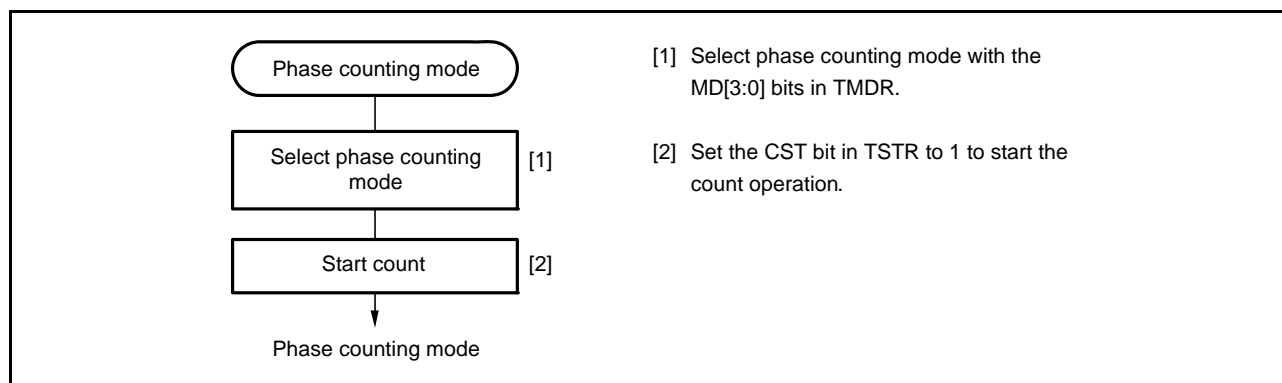 Phase counting mode
Select phase counting
mode
[1]
Start count
[2]
Phase counting mode
[1] Select phase counting mode with the
MD[3:0] bits in TMDR.
[2] Set the CST bit in TSTR to 1 to start the
count operation.